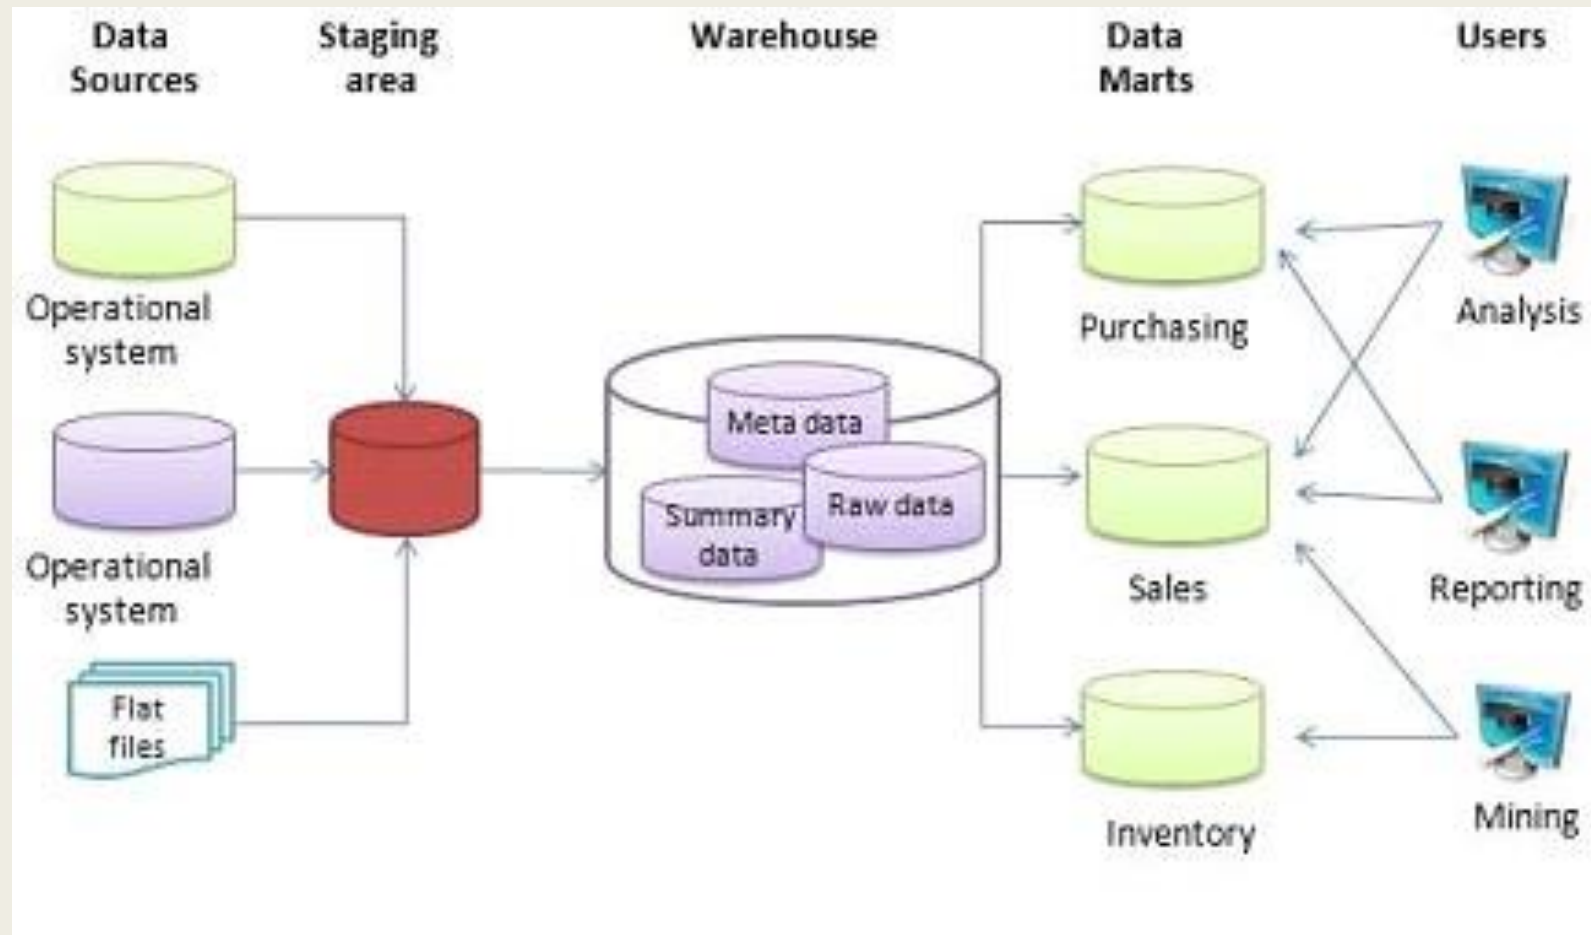 Data
Sources
Staging
area
Warehouse
Data
Marts
Users
Operational
system
Operational
system
Flat
files
Meta data
Summary
data
Raw data
Purchasing
Sales
Inventory
Analysis
Reporting
Mining